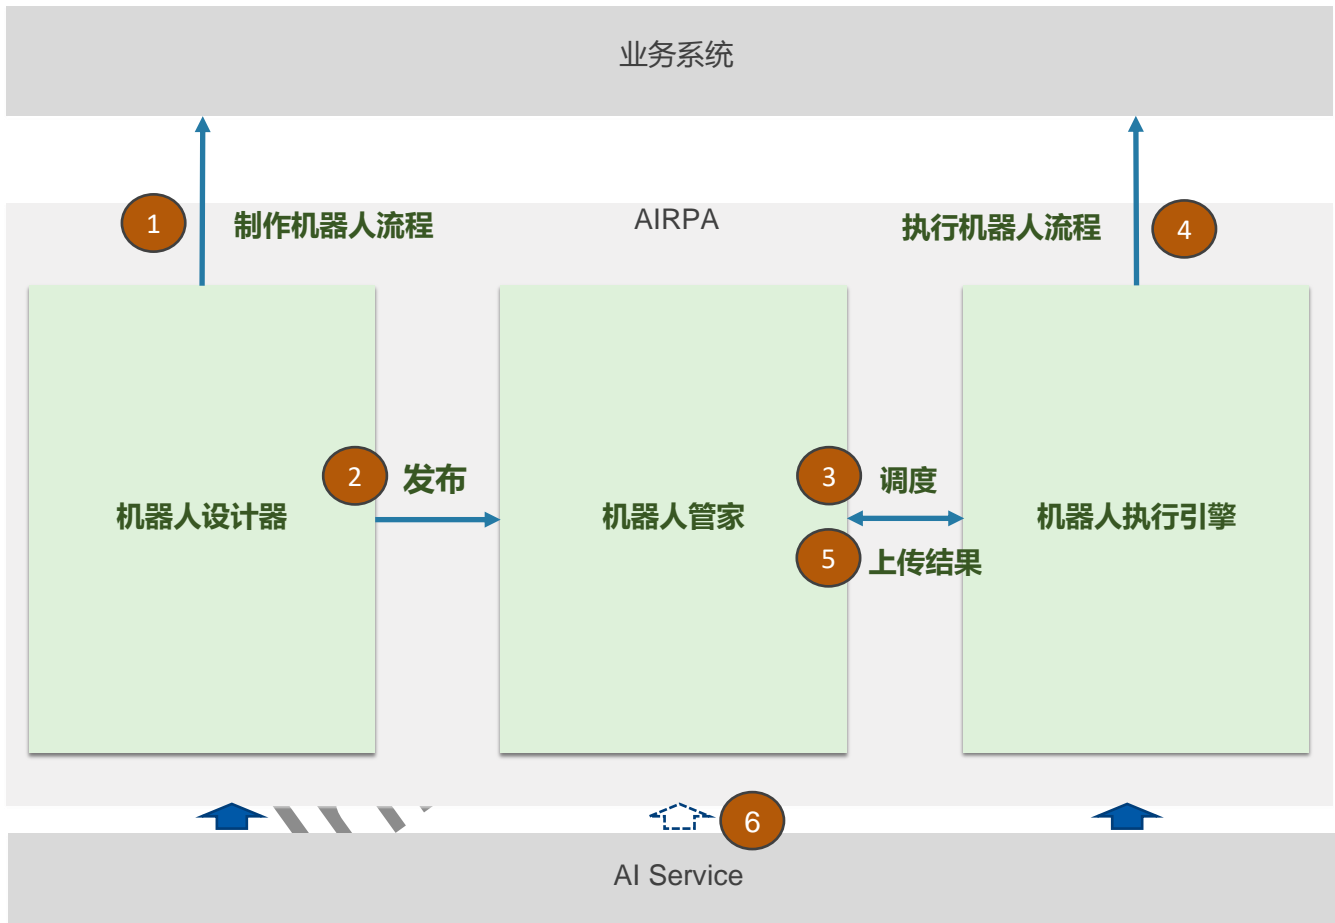 业务系统
AIRPA
1
制作机器人流程
执行机器人流程
4
2
发布
3
调度
机器人设计器
机器人管家
机器人执行引擎
5
上传结果
6
AI Service